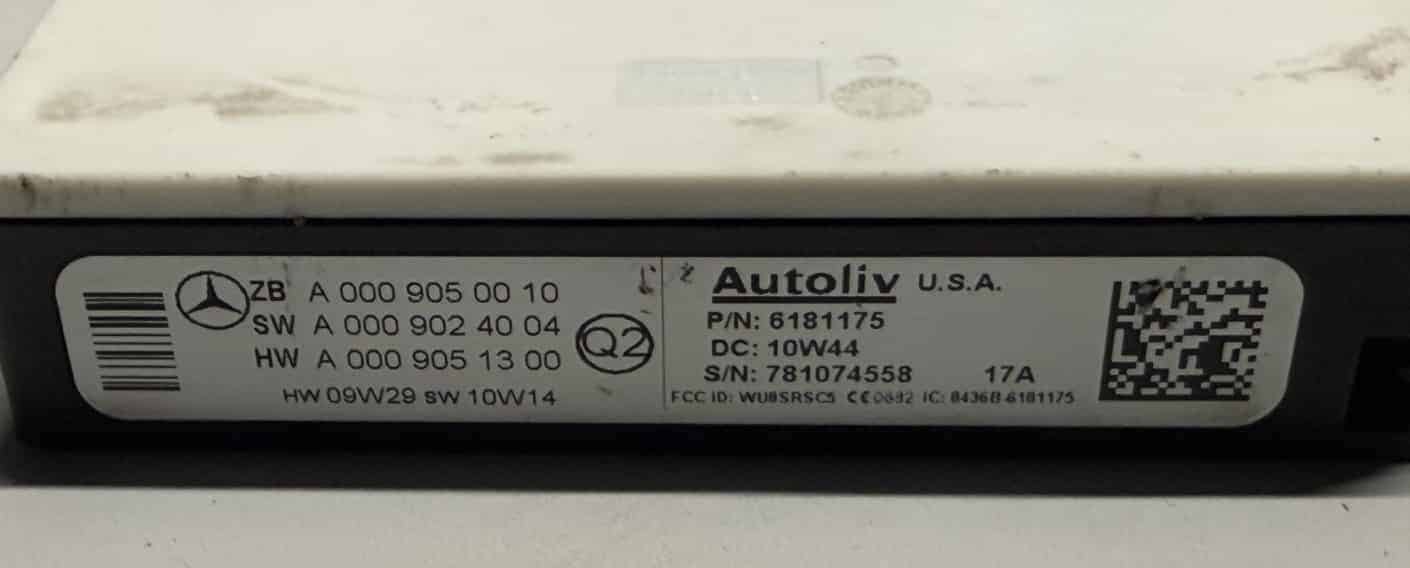 ZB A 000 905 00 10
SW A 000 902 40 04
HW A 000 905 13 00
Q2
HW 09W29 SW 10W14
Autoliv U.S.A.
P/N: 6181175
DC: 10W44
S/N: 781074558 17A
FCC ID: WU8SRSC5 CE0682 IC: 8436B-6181175